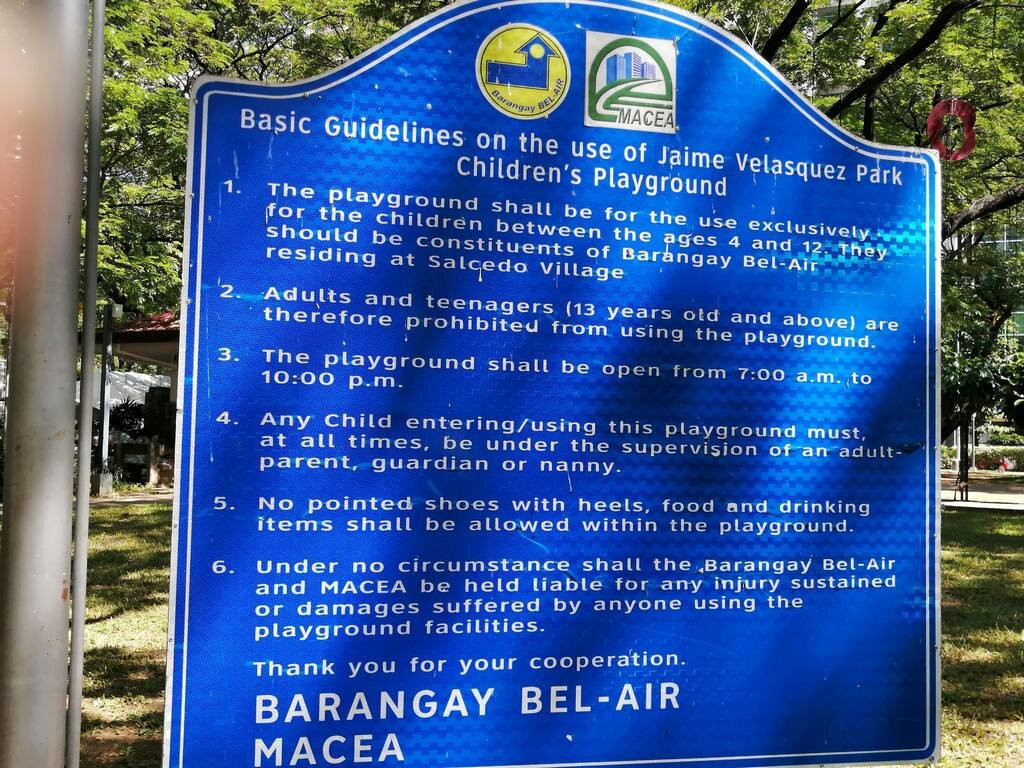 Barangay BEL-AIR
MACEA
Basic Guidelines on the use of Jaime Velasquez Park
Children's Playground
1. The playground shall be for the use exclusively
for the children between the ages 4 and 12. They
should be constituents of Barangay Bel-Air
residing at Salcedo Village
2. Adults and teenagers (13 years old and above) are
therefore prohibited from using the playground.
3. The playground shall be open from 7:00 a.m. to
10:00 p.m.
4. Any Child entering/using this playground must,
at all times, be under the supervision of an adult-
parent, guardian or nanny.
5. No pointed shoes with heels, food and drinking
items shall be allowed within the playground.
6. Under no circumstance shall the Barangay Bel-Air
and MACEA be held liable for any injury sustained
or damages suffered by anyone using the
playground facilities.
Thank you for your cooperation.
BARANGAY BEL-AIR
MACEA